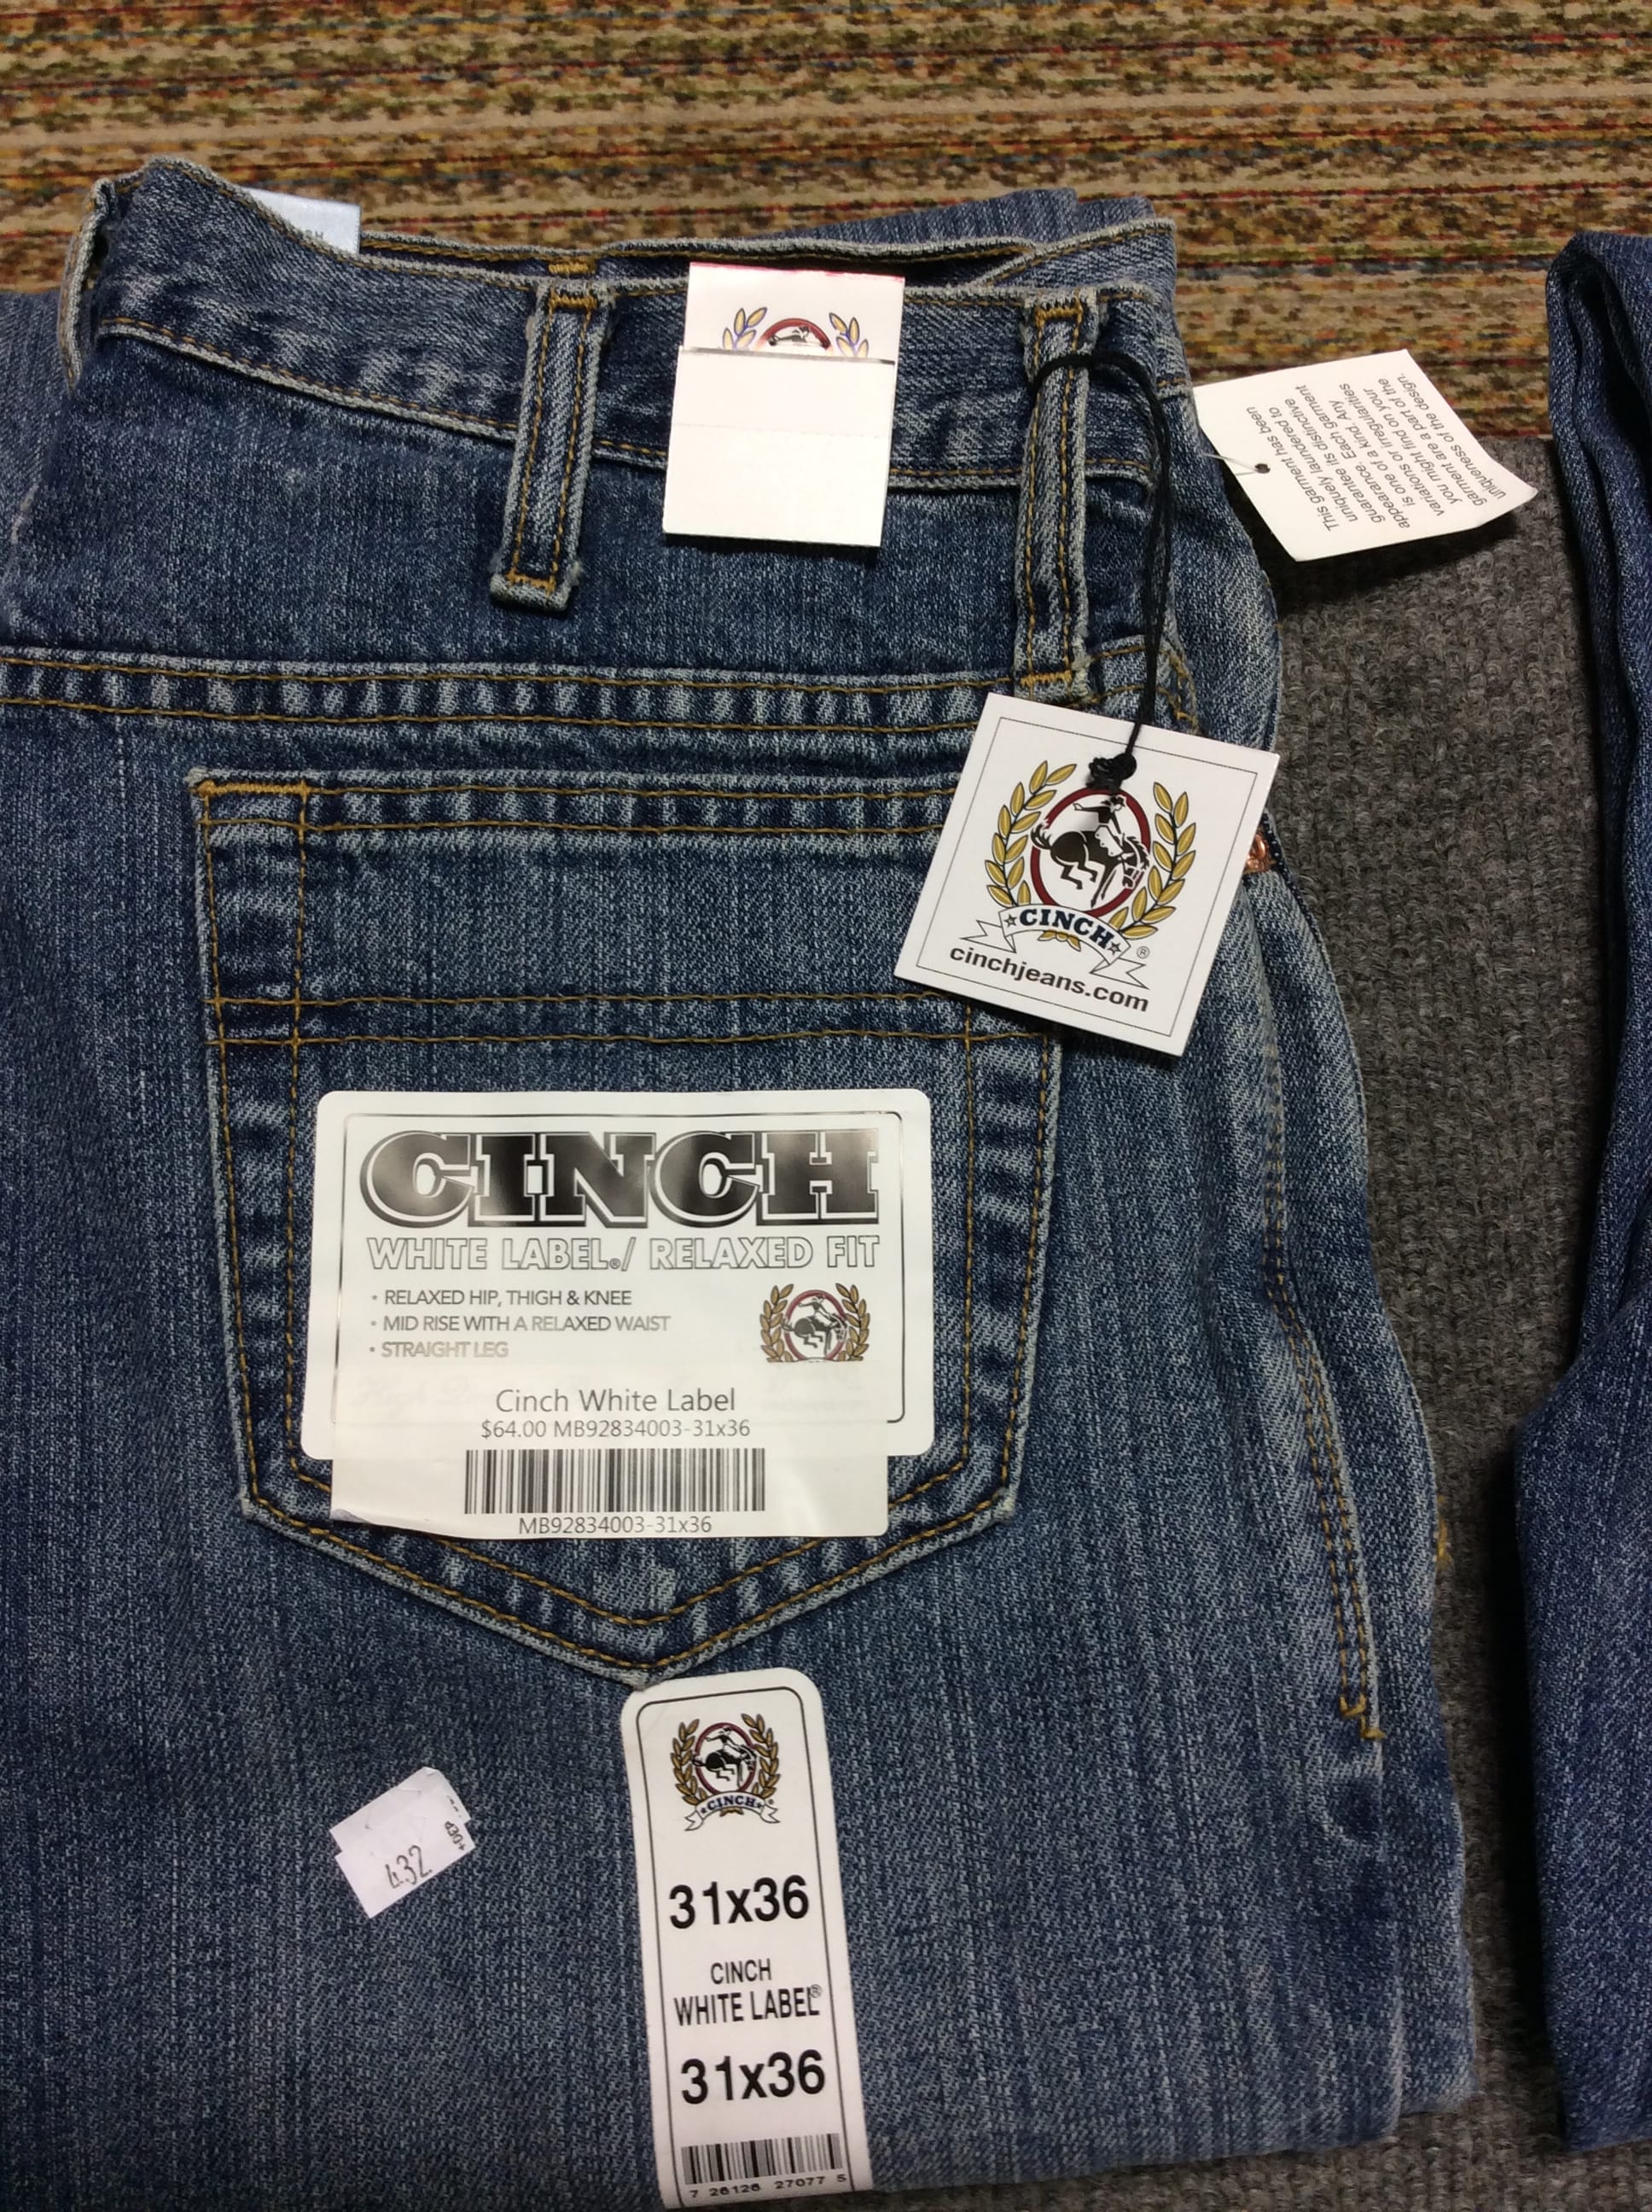 This garment has been
uniquely laundered to
guarantee its distinctive
appearance. Each garment
is one of a kind. Any
variations or irregularities
you might find on your
garment are a part of the
uniqueness of the design.
CINCH
®
cinchjeans.com
CINCH
WHITE LABEL®/ RELAXED FIT
• RELAXED HIP, THIGH & KNEE
• MID RISE WITH A RELAXED WAIST
• STRAIGHT LEG
Cinch White Label
$64.00 MB92834003-31x36
MB92834003-31x36
CINCH
®
432
31x36
CINCH
WHITE LABEL®
31x36
7 26126 27077 5